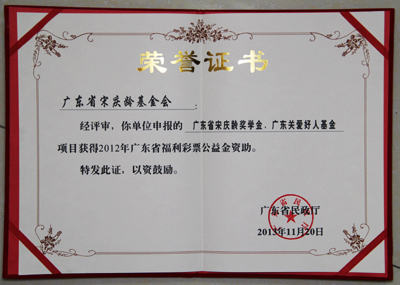 荣誉证书
广东省宋庆龄基金会：
经评审，你单位申报的 广东省宋庆龄奖学金、广东关爱好人基金
项目获得2012年广东省福利彩票公益金资助。
特发此证，以资鼓励。
广东省民政厅
2013年11月20日